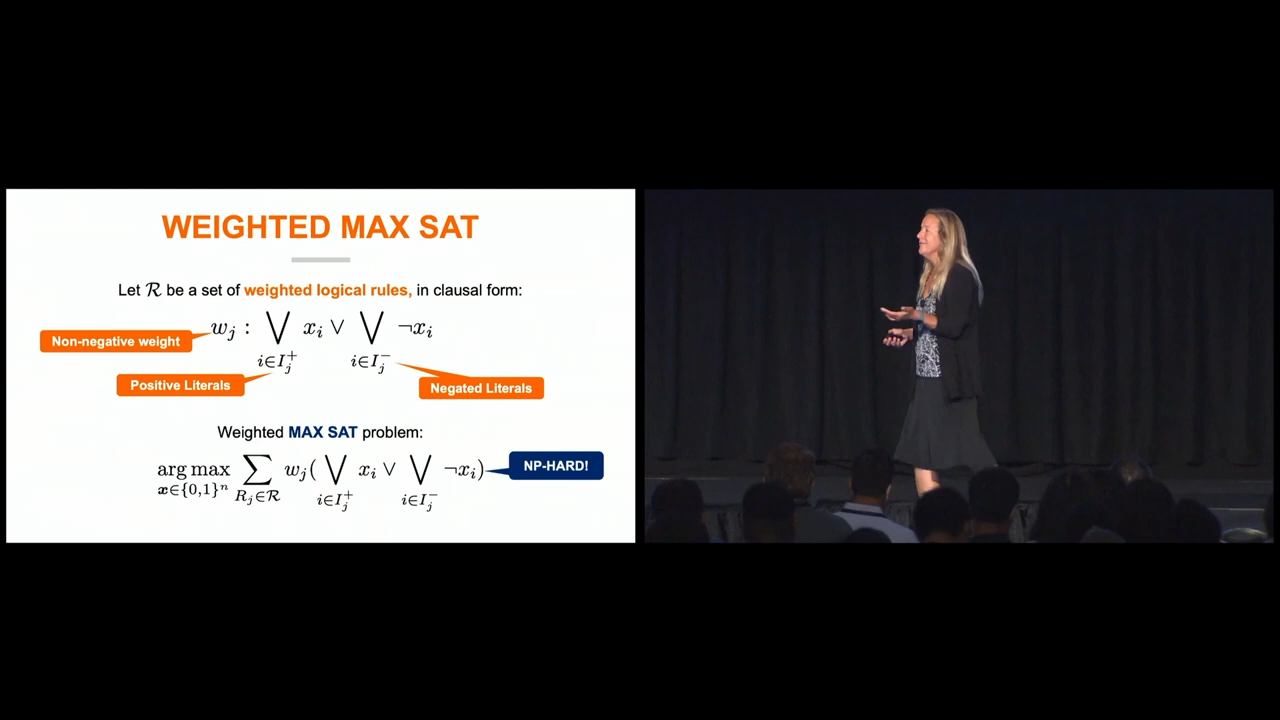 WEIGHTED MAX SAT
Let ℛ be a set of weighted logical rules, in clausal form:
Non-negative weight
w_j : ⋁_{i∈I_j^+} x_i ∨ ⋁_{i∈I_j^-} ¬x_i
Positive Literals
Negated Literals
Weighted MAX SAT problem:
arg max_{x∈{0,1}^n} ∑_{R_j∈ℛ} w_j( ⋁_{i∈I_j^+} x_i ∨ ⋁_{i∈I_j^-} ¬x_i)
NP-HARD!